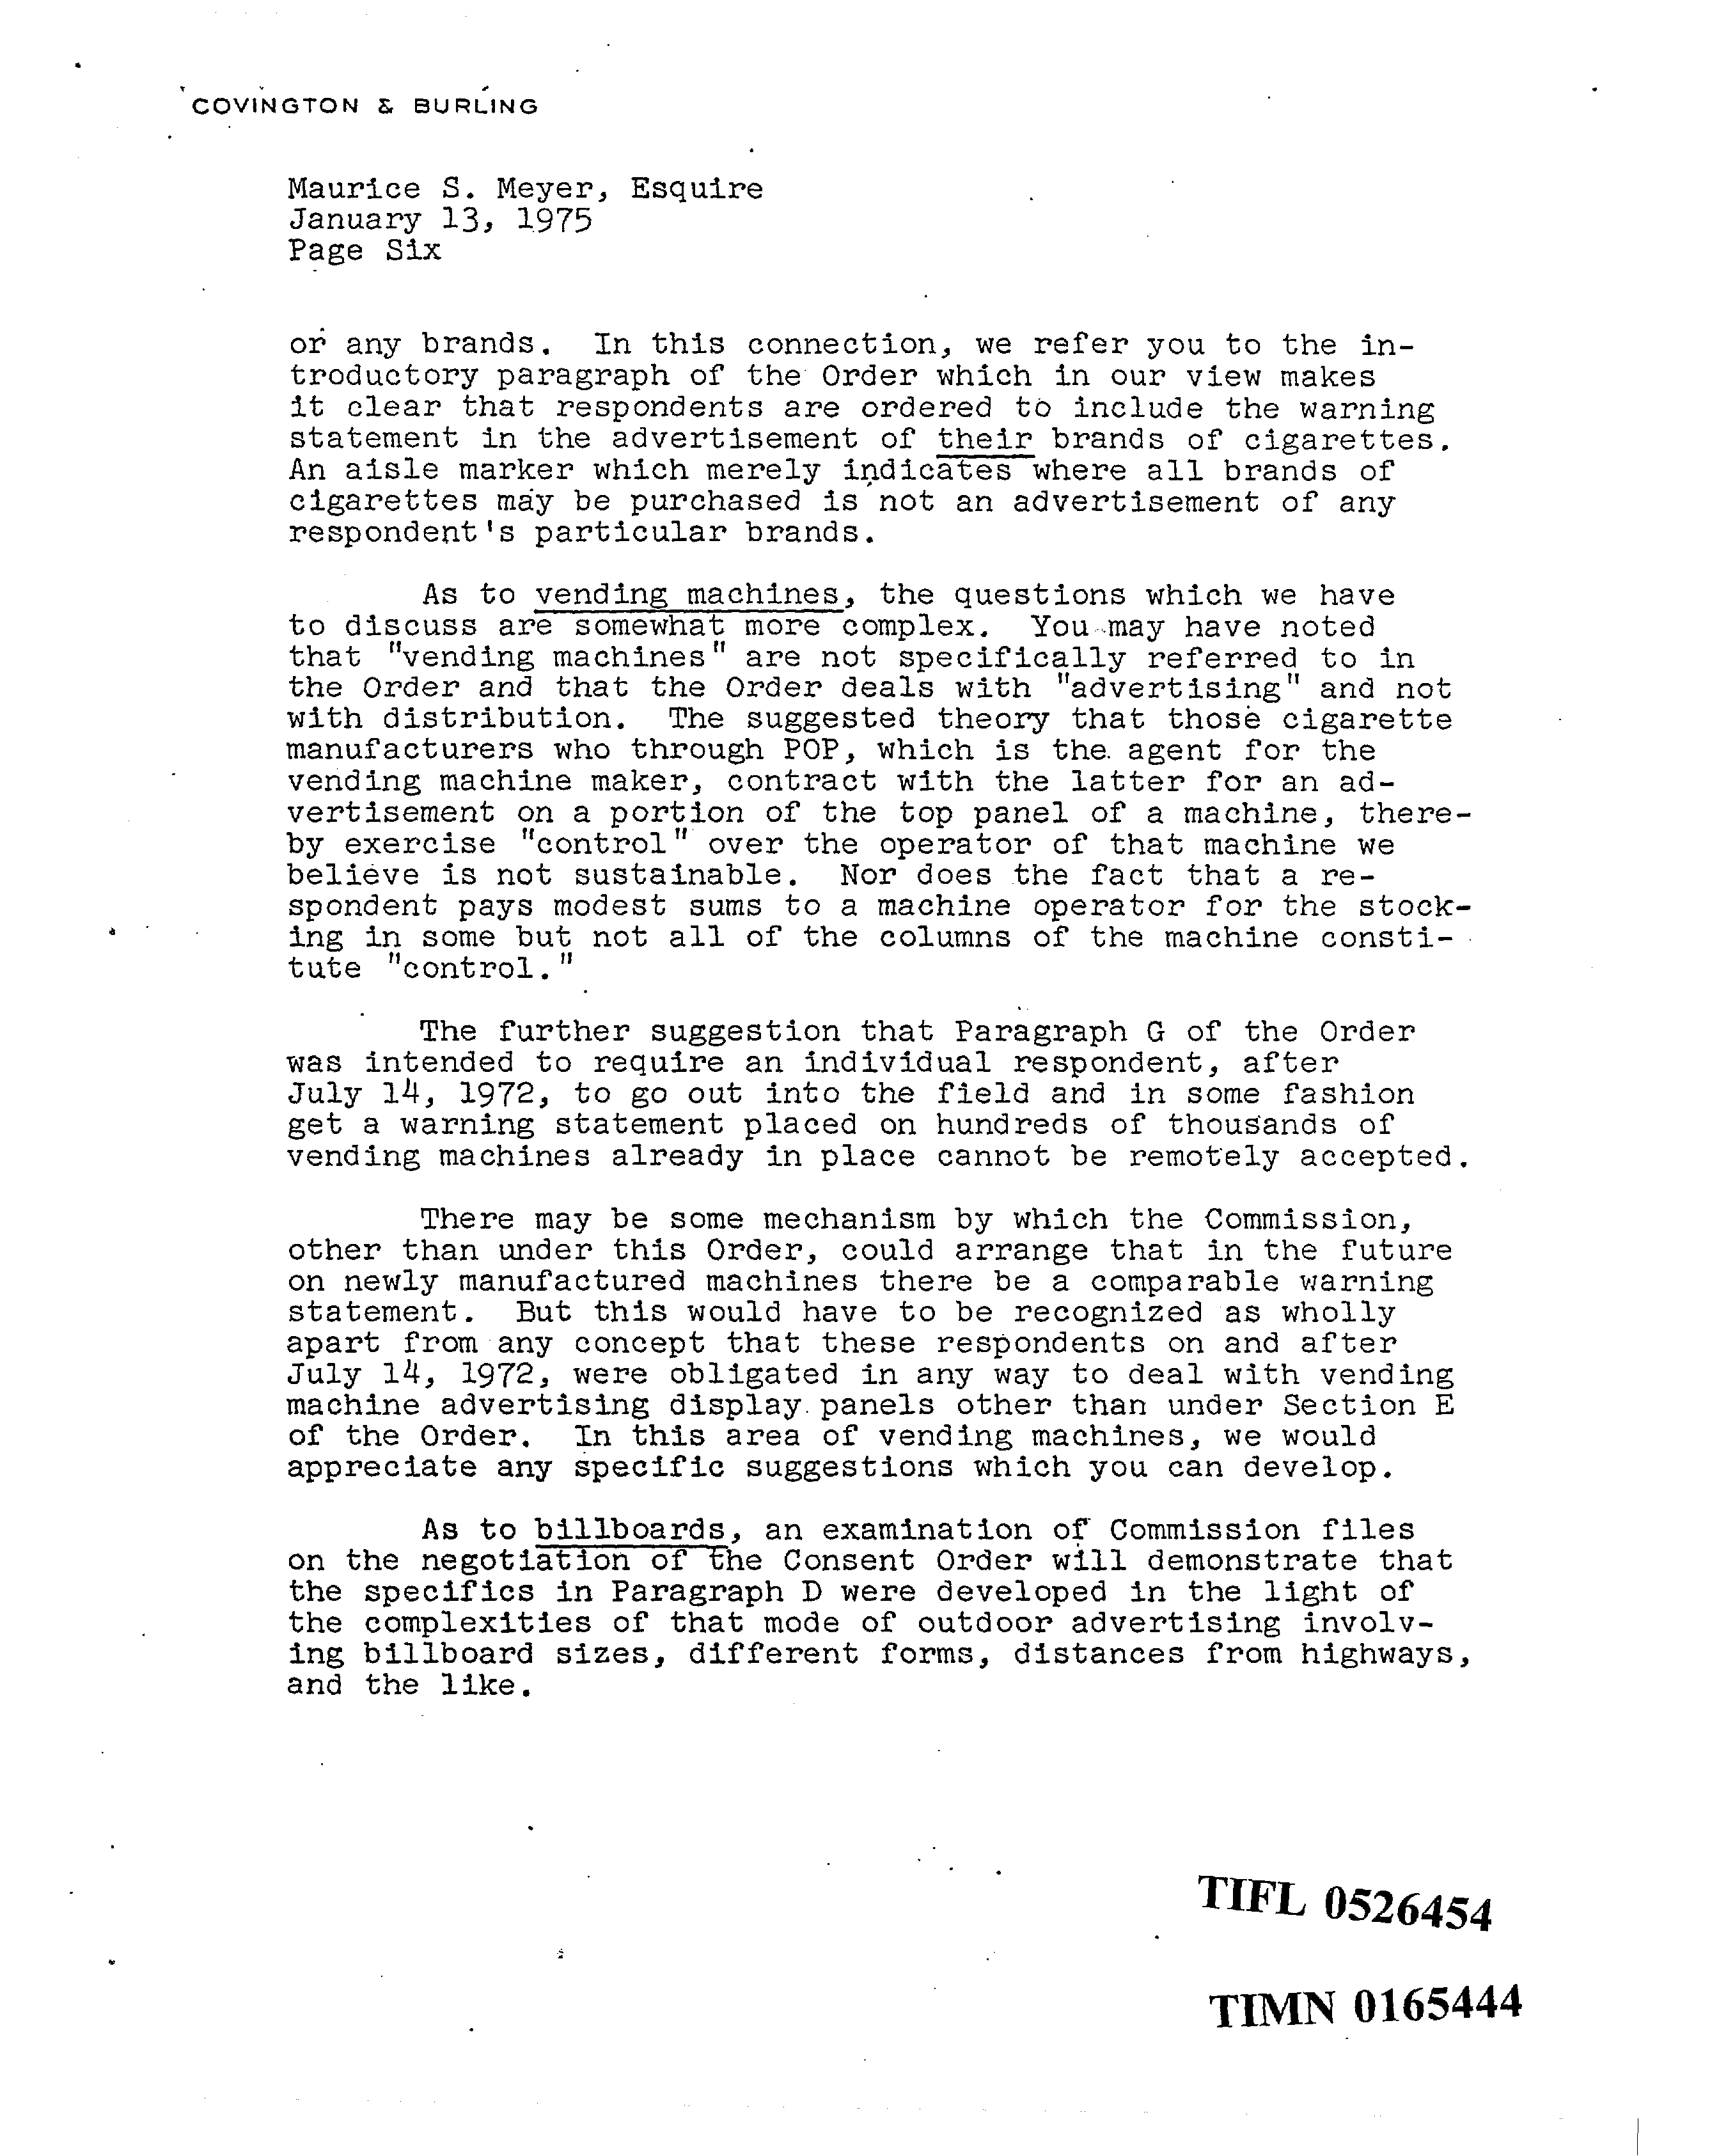 COVINGTON & BURLING
Maurice S. Meyer, Esquire
January 13, 1975
Page Six
or any brands. In this connection, we refer you to the in-
troductory paragraph of the Order which in our view makes
it clear that respondents are ordered to include the warning
statement in the advertisement of their brands of cigarettes.
An aisle marker which merely indicates where all brands of
cigarettes may be purchased is not an advertisement of any
respondent's particular brands.
As to vending machines, the questions which we have
to discuss are somewhat more complex. You may have noted
that "vending machines" are not specifically referred to in
the Order and that the Order deals with "advertising" and not
with distribution. The suggested theory that those cigarette
manufacturers who through POP, which is the agent for the
vending machine maker, contract with the latter for an ad-
vertisement on a portion of the top panel of a machine, there-
by exercise "control" over the operator of that machine we
believe is not sustainable. Nor does the fact that a re-
spondent pays modest sums to a machine operator for the stock-
ing in some but not all of the columns of the machine consti-
tute "control."
The further suggestion that Paragraph G of the Order
was intended to require an individual respondent, after
July 14, 1972, to go out into the field and in some fashion
get a warning statement placed on hundreds of thousands of
vending machines already in place cannot be remotely accepted.
There may be some mechanism by which the Commission,
other than under this Order, could arrange that in the future
on newly manufactured machines there be a comparable warning
statement. But this would have to be recognized as wholly
apart from any concept that these respondents on and after
July 14, 1972, were obligated in any way to deal with vending
machine advertising display panels other than under Section E
of the Order. In this area of vending machines, we would
appreciate any specific suggestions which you can develop.
As to billboards, an examination of Commission files
on the negotiation of the Consent Order will demonstrate that
the specifics in Paragraph D were developed in the light of
the complexities of that mode of outdoor advertising involv-
ing billboard sizes, different forms, distances from highways,
and the like.
TIFL 0526454
TIMN 0165444